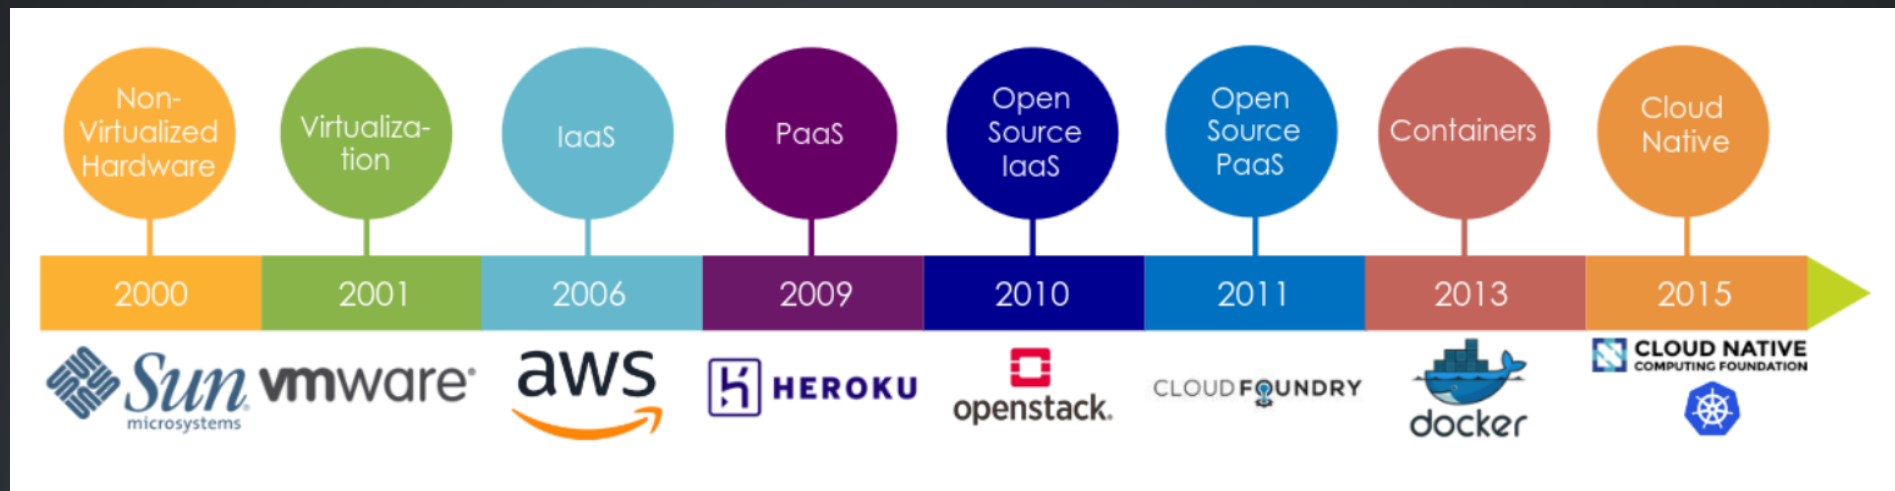 Non-
Virtualized
Hardware
Virtualiza-
tion
IaaS
PaaS
Open
Source
IaaS
Open
Source
PaaS
Containers
Cloud
Native
2000
2001
2006
2009
2010
2011
2013
2015
Sun
microsystems
vmware
aws
HEROKU
openstack.
CLOUD FOUNDRY
docker
CLOUD NATIVE
COMPUTING FOUNDATION